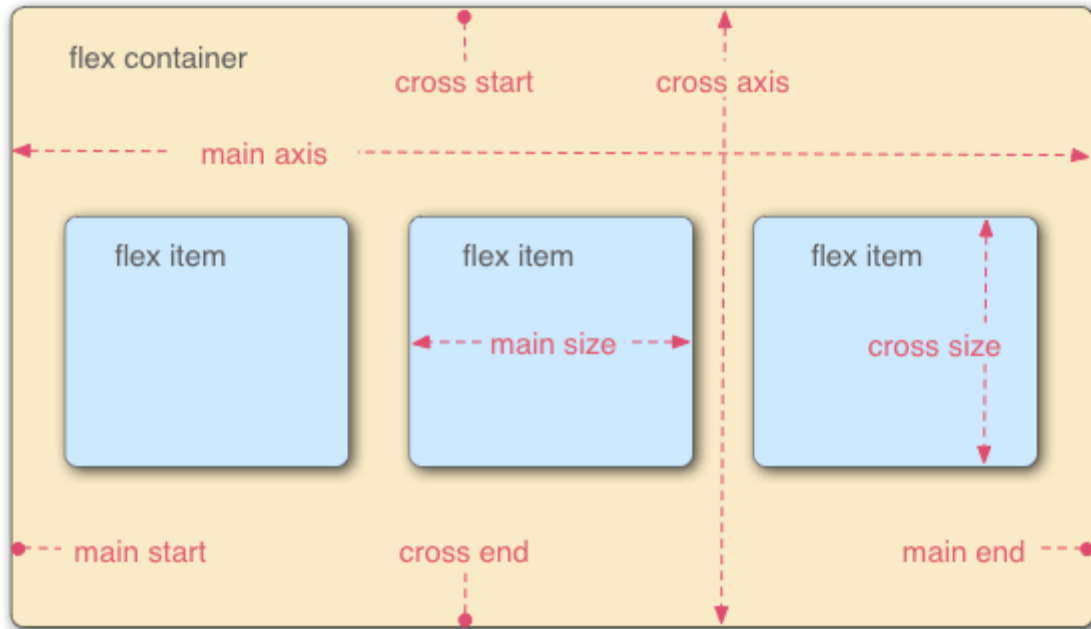 flex container
cross start
cross axis
main axis
flex item
flex item
flex item
main size
cross size
main start
cross end
main end